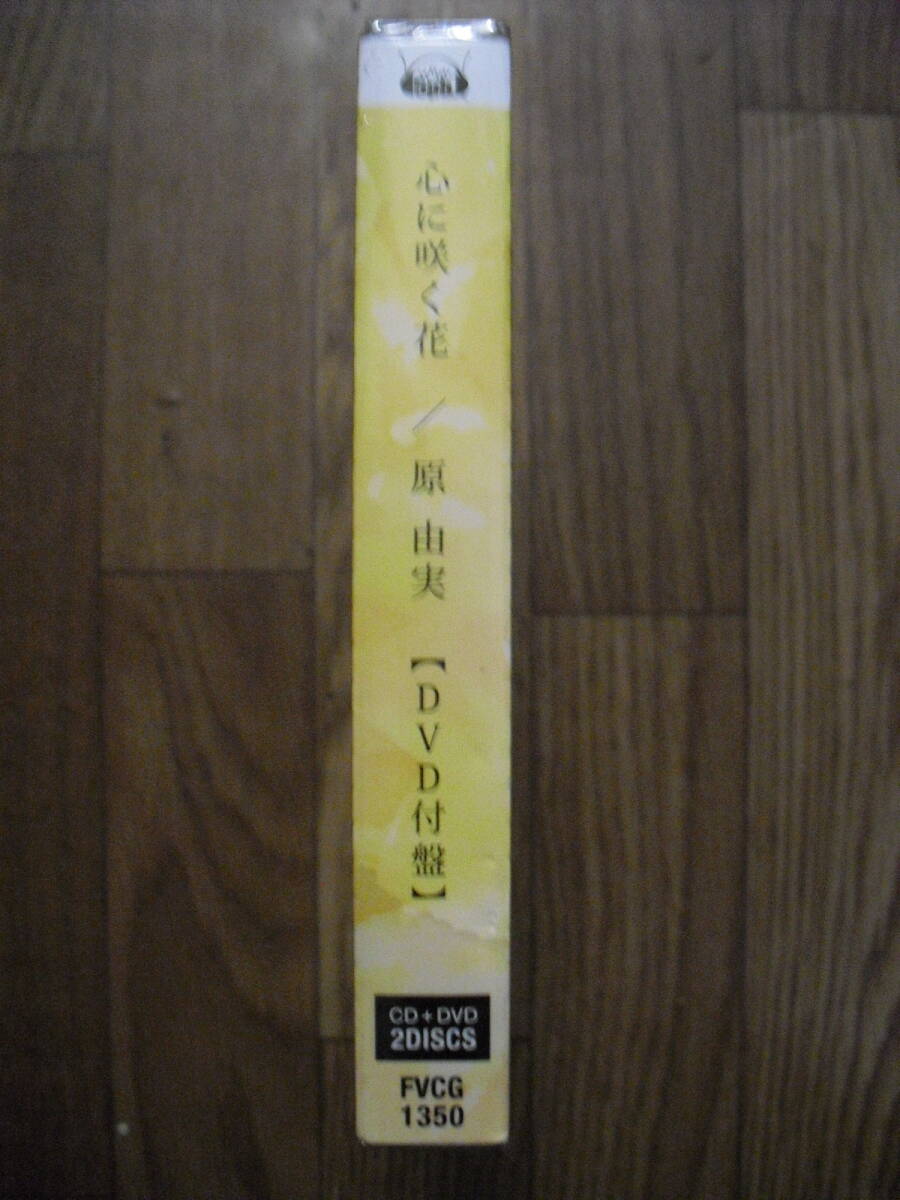 心に咲く花 ／ 原 由実 【DVD付盤】
CD + DVD
2DISCS
FVCG
1350